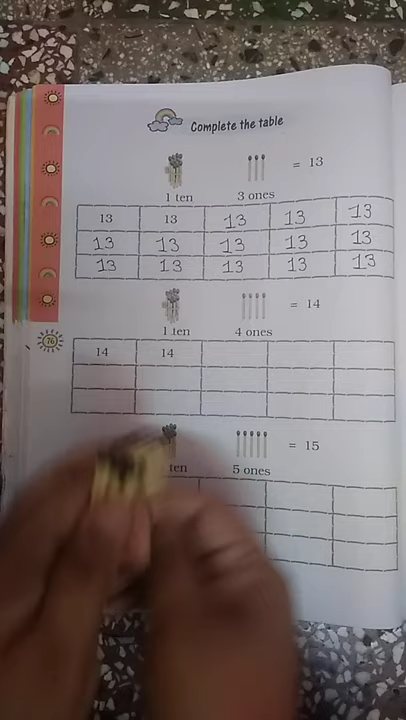 Complete the table
= 13
1 ten 3 ones
13 13 13 13 13
13 13 13 13 13
13 13 13 13 13
= 14
1 ten 4 ones
76
14 14
= 15
ten 5 ones